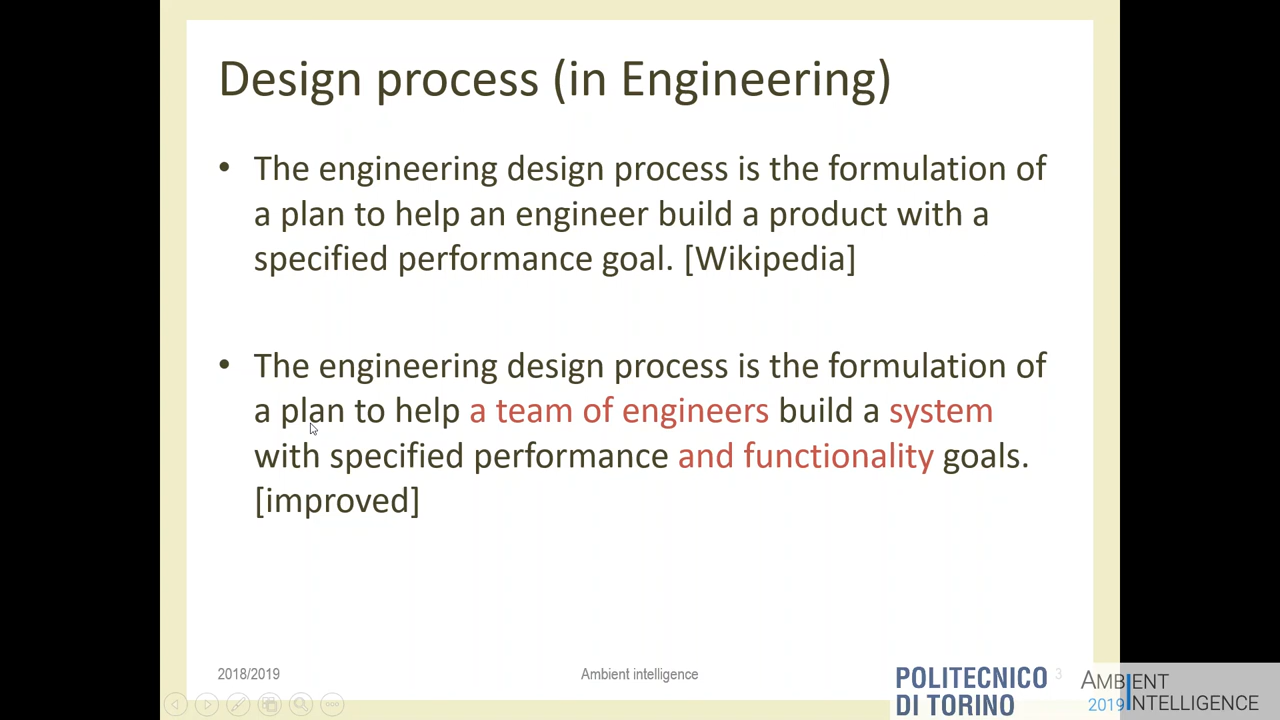 Design process (in Engineering)
• The engineering design process is the formulation of
a plan to help an engineer build a product with a
specified performance goal. [Wikipedia]
• The engineering design process is the formulation of
a plan to help a team of engineers build a system
with specified performance and functionality goals.
[improved]
2018/2019
Ambient intelligence
POLITECNICO
DI TORINO
3
AMBIENT
2019 INTELLIGENCE